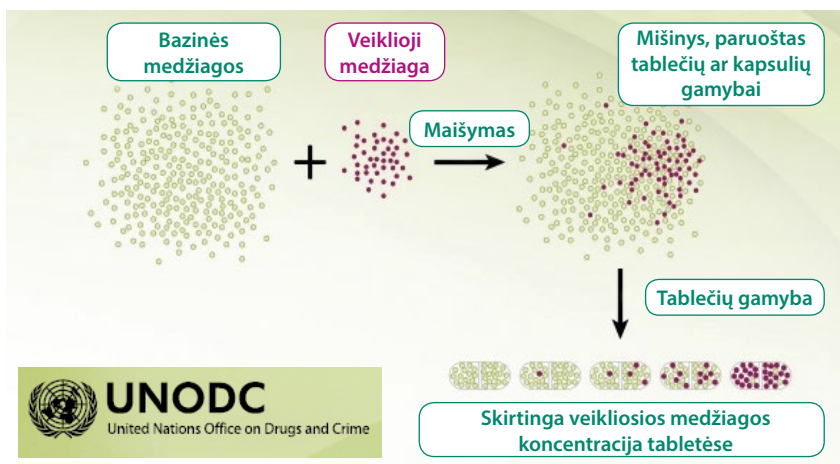 Bazinės
medžiagos
Veiklioji
medžiaga
Mišinys, paruoštas
tablečių ar kapsulių
gamybai
Maišymas
Tablečių gamyba
Skirtinga veikliosios medžiagos
koncentracija tabletėse
UNODC
United Nations Office on Drugs and Crime